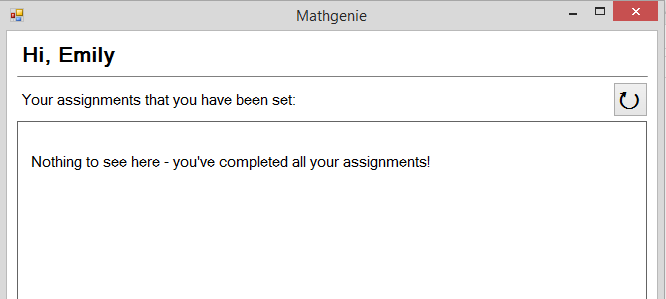 Mathgenie
Hi, Emily
Your assignments that you have been set:
Nothing to see here - you've completed all your assignments!